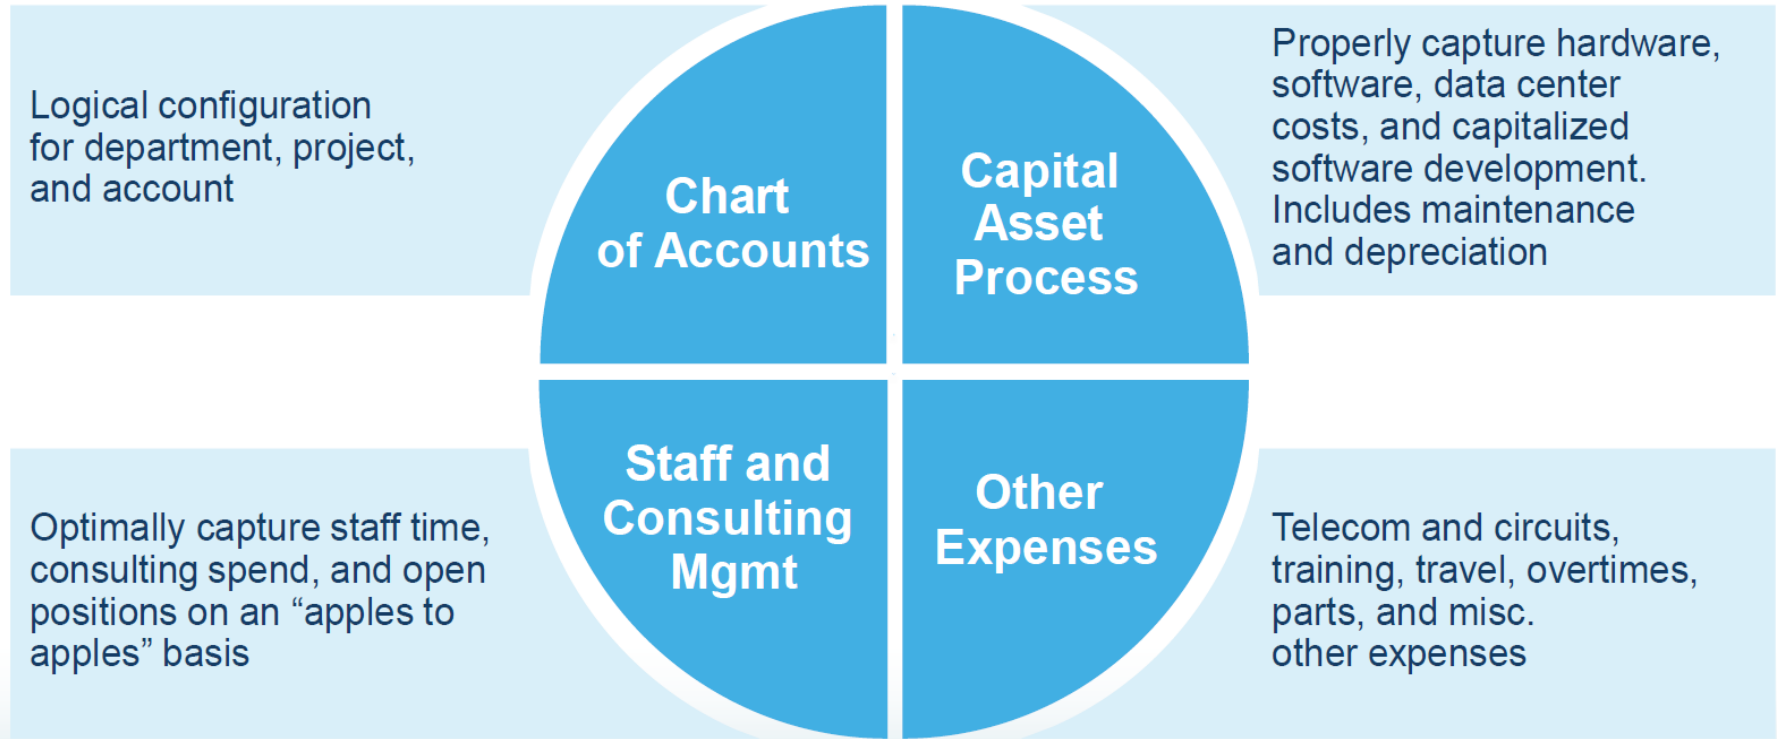 Logical configuration
for department, project,
and account
Chart
of Accounts
Capital
Asset
Process
Properly capture hardware,
software, data center
costs, and capitalized
software development.
Includes maintenance
and depreciation
Optimally capture staff time,
consulting spend, and open
positions on an “apples to
apples” basis
Staff and
Consulting
Mgmt
Other
Expenses
Telecom and circuits,
training, travel, overtimes,
parts, and misc.
other expenses